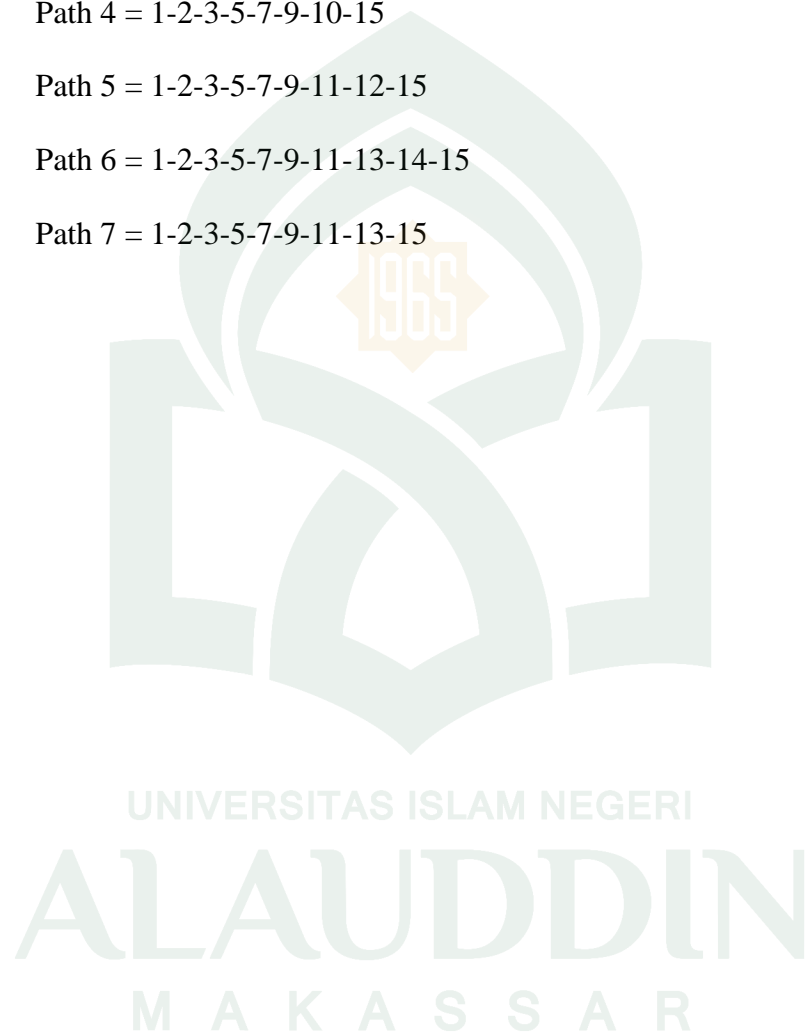 Path 4 = 1-2-3-5-7-9-10-15
Path 5 = 1-2-3-5-7-9-11-12-15
Path 6 = 1-2-3-5-7-9-11-13-14-15
Path 7 = 1-2-3-5-7-9-11-13-15
1965
UNIVERSITAS ISLAM NEGERI
ALAUDDIN
MAKASSAR